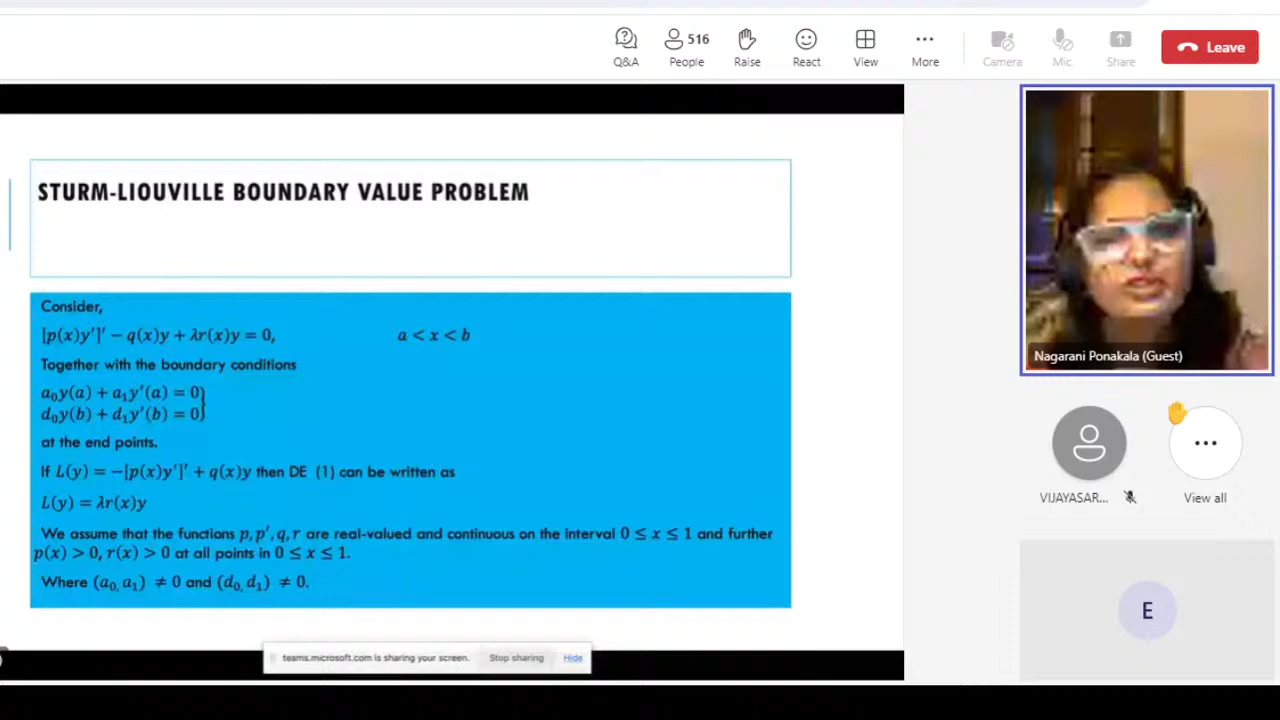 516
Q&A
People
Raise
React
View
More
Camera
Mic
Share
Leave
STURM-LIOUVILLE BOUNDARY VALUE PROBLEM
Consider,
[p(x)y′]′ − q(x)y + λr(x)y = 0, a < x < b
Together with the boundary conditions
a₀y(a) + a₁y′(a) = 0
d₀y(b) + d₁y′(b) = 0}
at the end points.
If L(y) = −[p(x)y′]′ + q(x)y then DE (1) can be written as
L(y) = λr(x)y
We assume that the functions p, p′, q, r are real-valued and continuous on the interval 0 ≤ x ≤ 1 and further
p(x) > 0, r(x) > 0 at all points in 0 ≤ x ≤ 1.
Where (a₀, a₁) ≠ 0 and (d₀, d₁) ≠ 0.
teams.microsoft.com is sharing your screen. Stop sharing Hide
Nagarani Ponakala (Guest)
VIJAYASAR...
View all
E